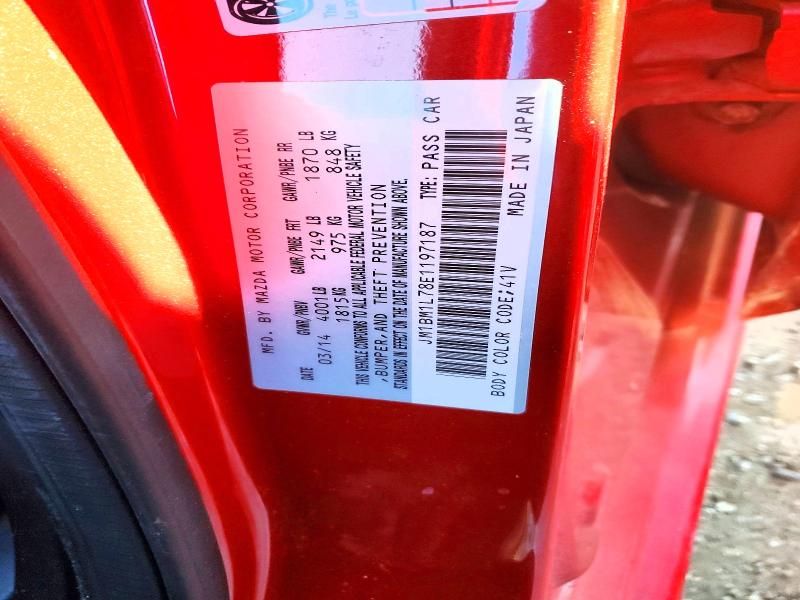 The
MFD. BY MAZDA MOTOR CORPORATION
DATE GVWR/PNBV GAWR/PNBE FRT GAWR/PNBE RR
03/14 4001LB 2149 LB 1870 LB
1815KG 975 KG 848 KG
THIS VEHICLE CONFORMS TO ALL APPLICABLE FEDERAL MOTOR VEHICLE SAFETY
,BUMPER,AND THEFT PREVENTION
STANDARDS IN EFFECT ON THE DATE OF MANUFACTURE SHOWN ABOVE.
JM1BM1L78E1197187 TYPE: PASS CAR
BODY COLOR CODE:41V MADE IN JAPAN